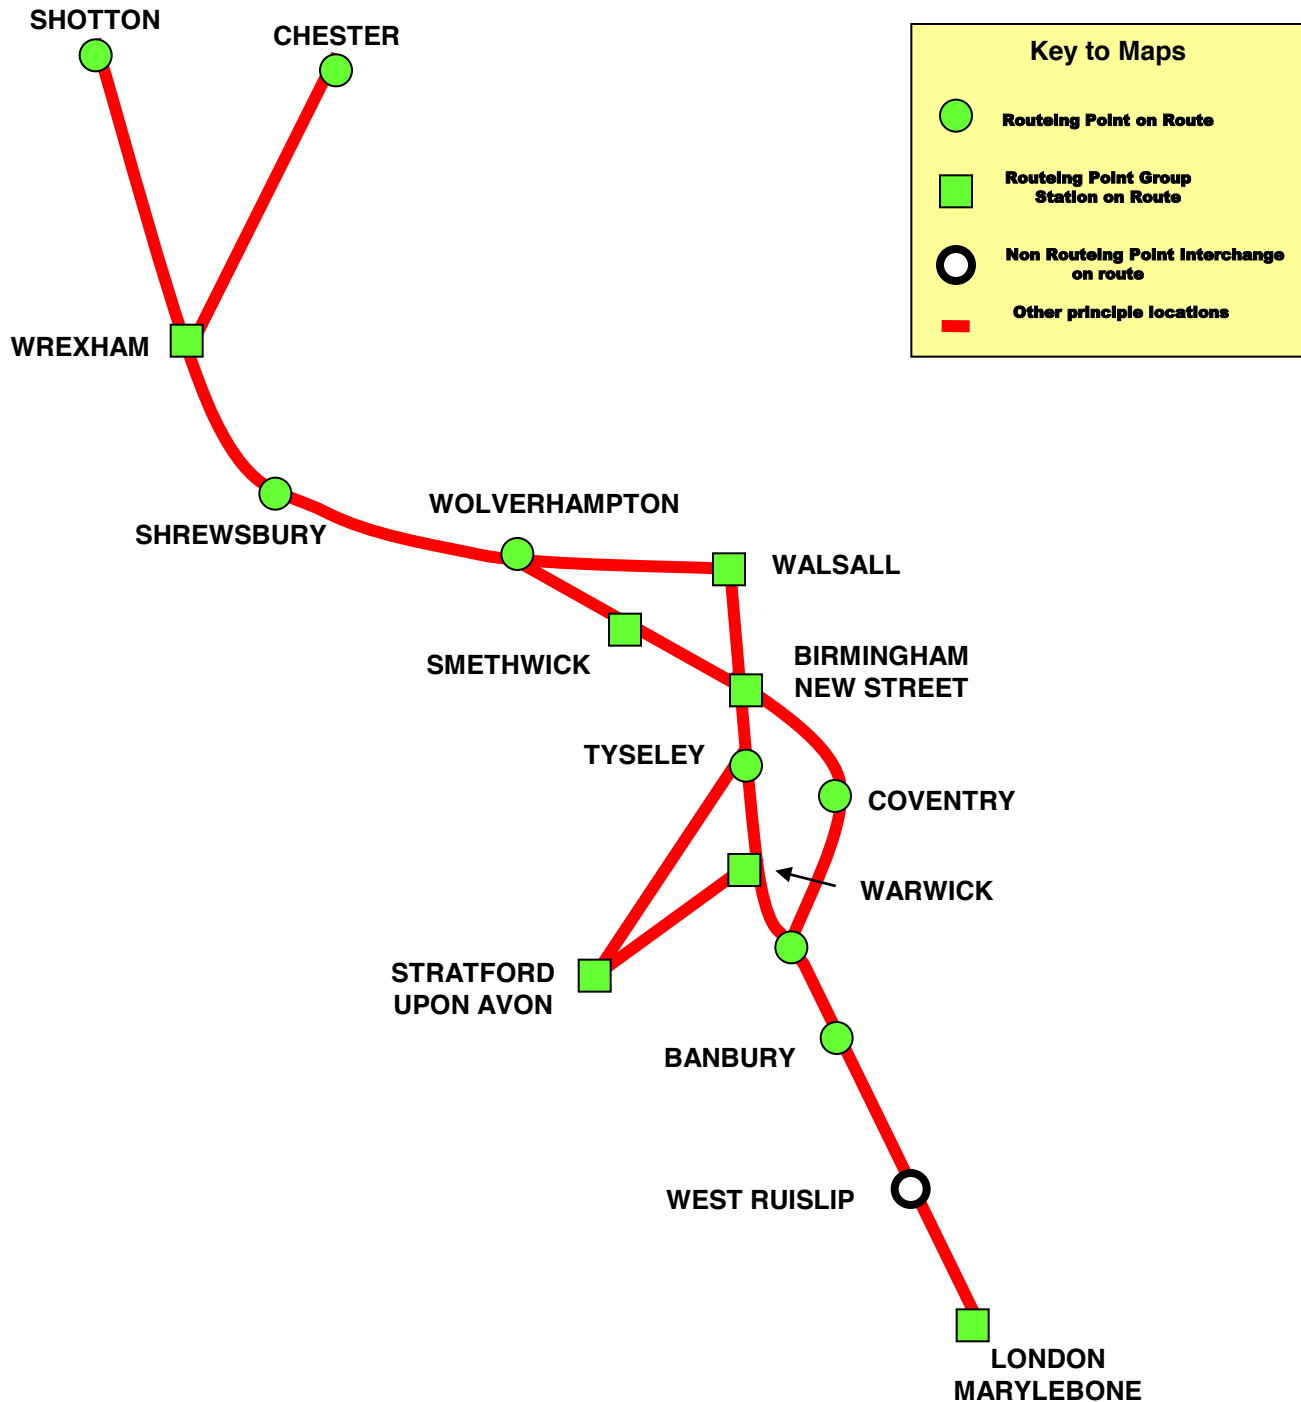 SHOTTON
CHESTER
Key to Maps
Routeing Point on Route
Routeing Point Group
Station on Route
Non Routeing Point Interchange
on route
Other principle locations
WREXHAM
WOLVERHAMPTON
SHREWSBURY
WALSALL
SMETHWICK
BIRMINGHAM
NEW STREET
TYSELEY
COVENTRY
WARWICK
STRATFORD
UPON AVON
BANBURY
WEST RUISLIP
LONDON
MARYLEBONE